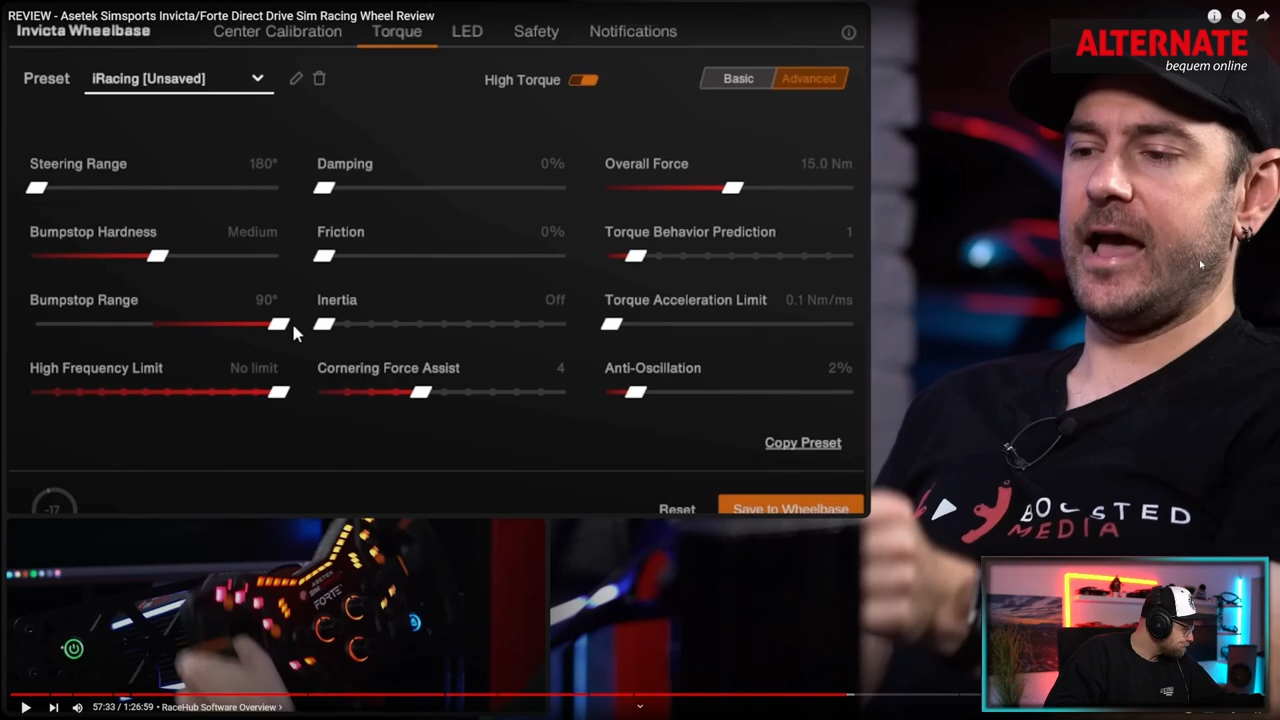 REVIEW - Asetek Simsports Invicta/Forte Direct Drive Sim Racing Wheel Review
Invicta Wheelbase Center Calibration Torque LED Safety Notifications
ALTERNATE
bequem online
Preset iRacing [Unsaved] High Torque Basic Advanced
Steering Range 180° Damping 0% Overall Force 15.0 Nm
Bumpstop Hardness Medium Friction 0% Torque Behavior Prediction 1
Bumpstop Range 90° Inertia Off Torque Acceleration Limit 0.1 Nm/ms
High Frequency Limit No limit Cornering Force Assist 4 Anti-Oscillation 2%
Copy Preset
-17 Reset Save to Wheelbase
BOOSTED
MEDIA
ASETEK
SIM
FORTE
57:33 / 1:26:59 • RaceHub Software Overview >